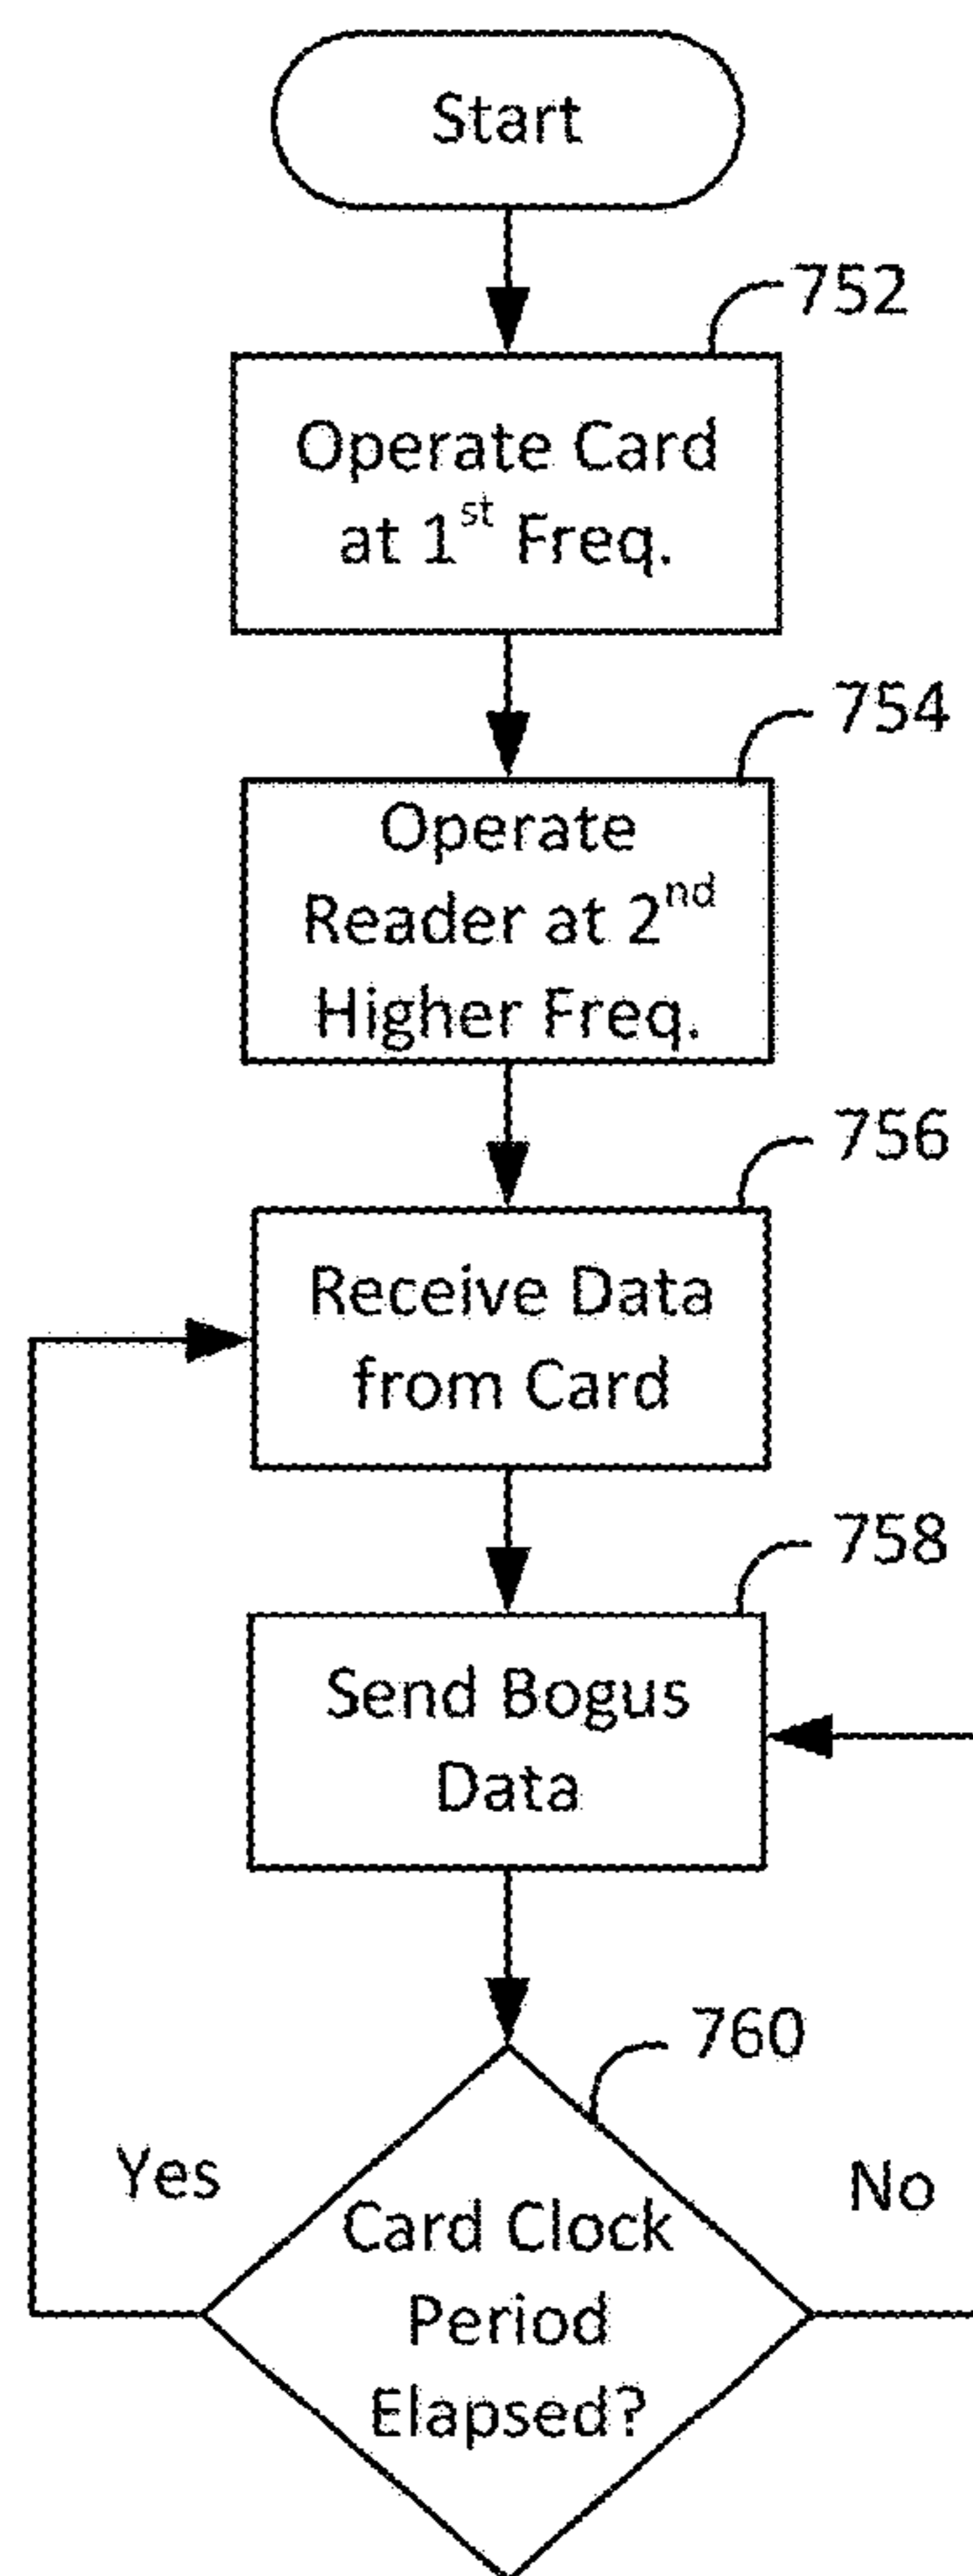 Start
752
Operate Card
at 1st Freq.
754
Operate
Reader at 2nd
Higher Freq.
756
Receive Data
from Card
758
Send Bogus
Data
760
Yes
No
Card Clock
Period
Elapsed?